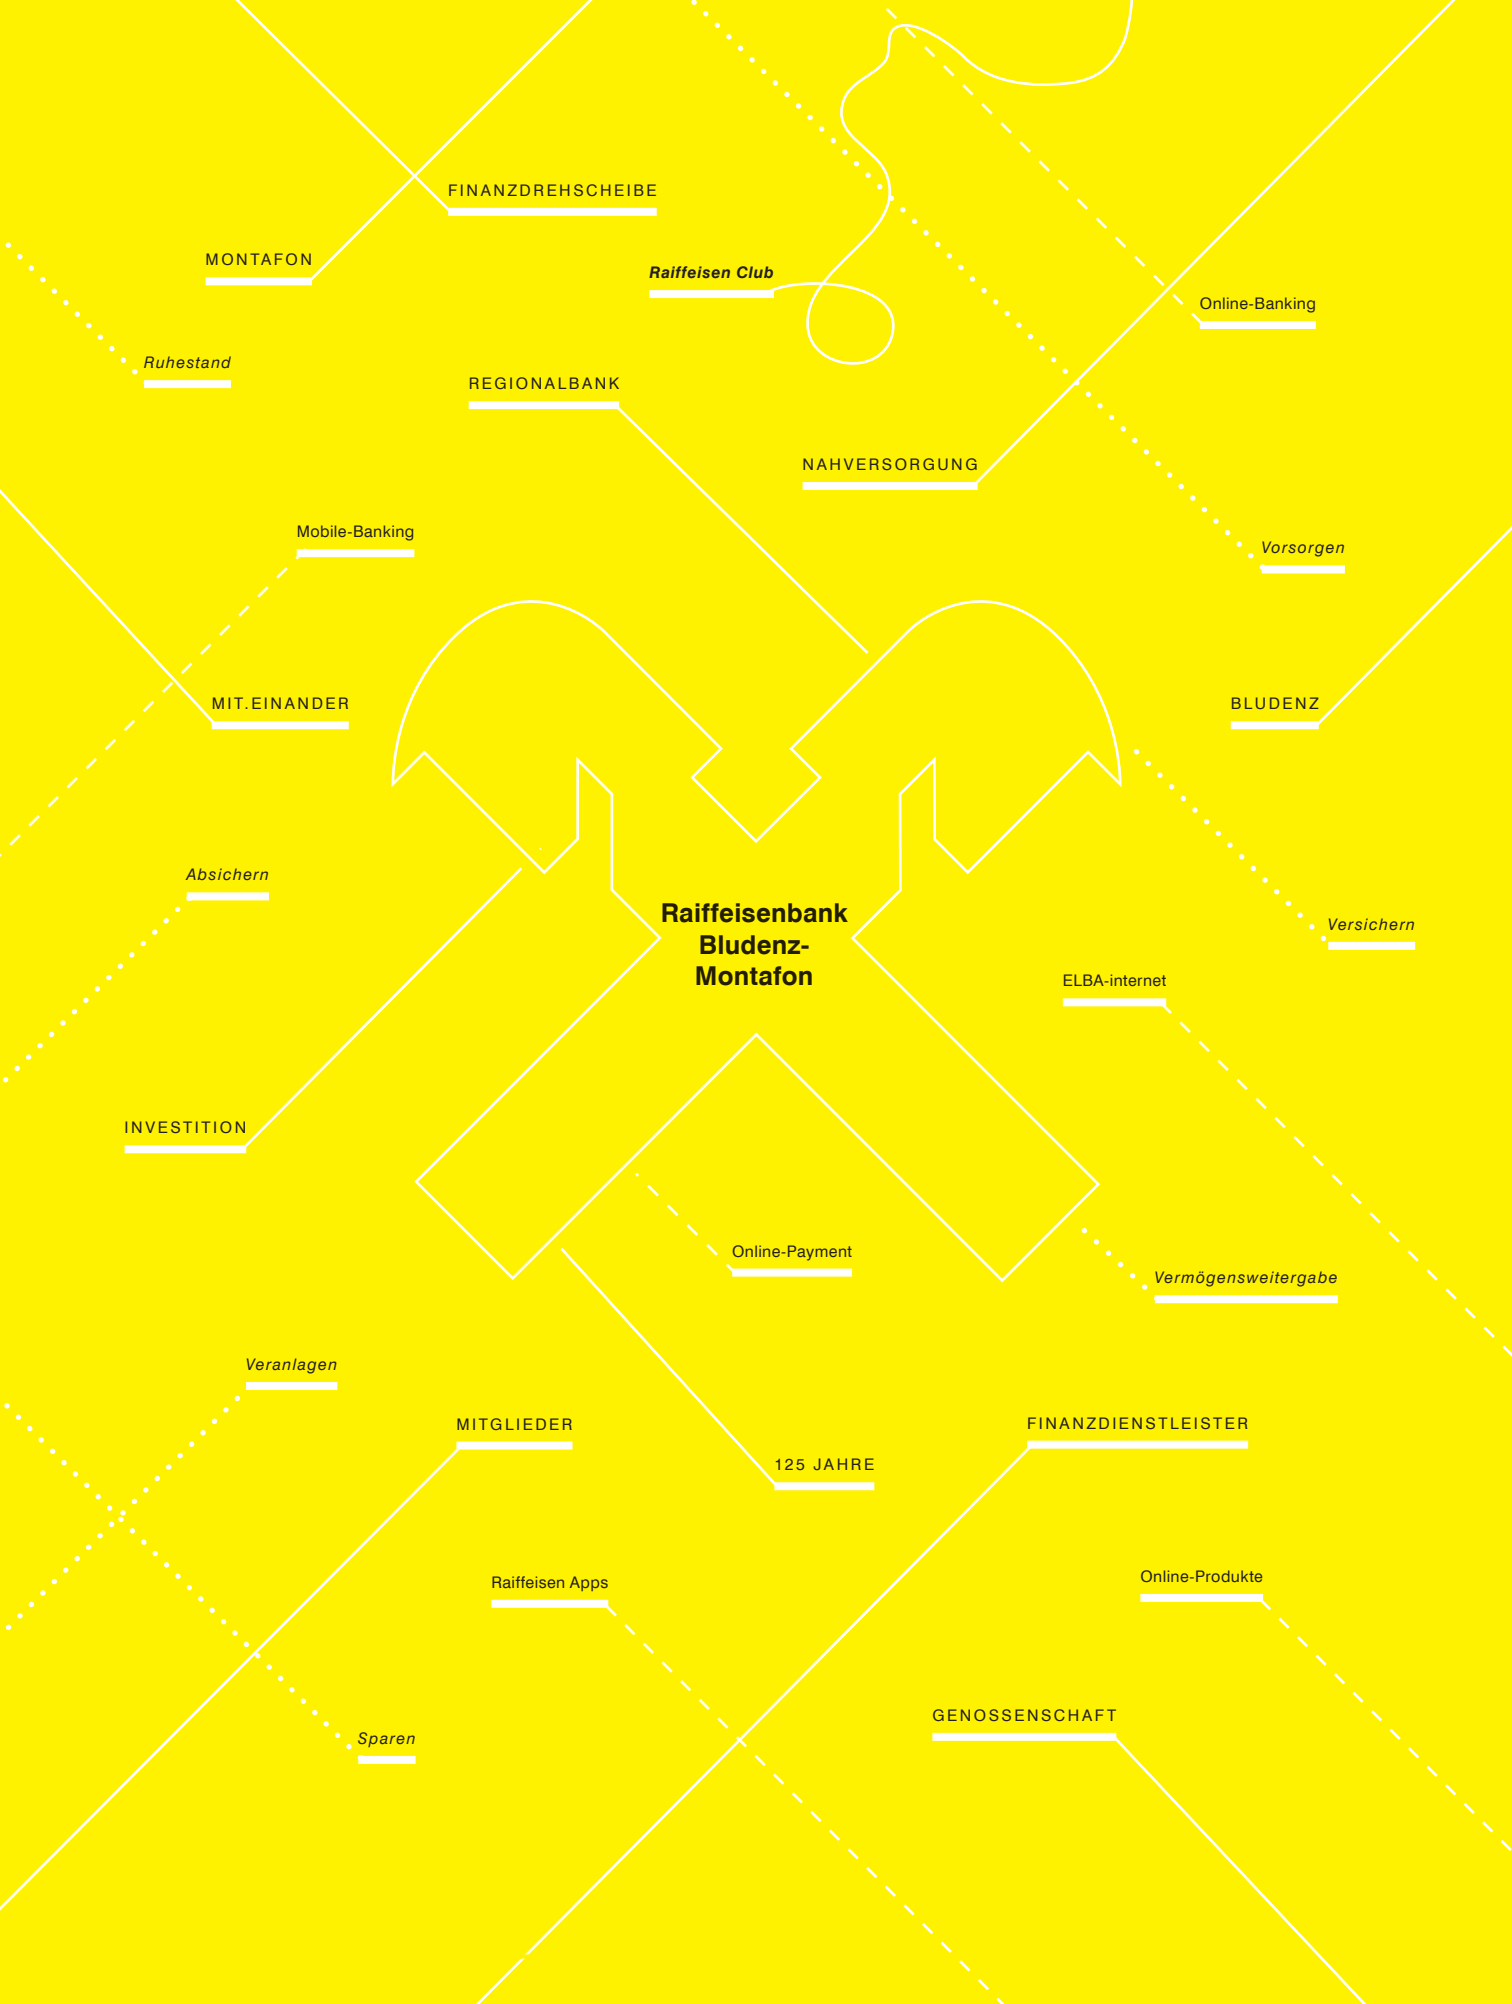 FINANZDREHSCHEIBE
MONTAFON
Raiffeisen Club
Online-Banking
Ruhestand
REGIONALBANK
NAHVERSORGUNG
Mobile-Banking
Vorsorgen
MIT.EINANDER
BLUDENZ
Absichern
Raiffeisenbank
Bludenz-
Montafon
Versichern
ELBA-internet
INVESTITION
Online-Payment
Vermögensweitergabe
Veranlagen
MITGLIEDER
FINANZDIENSTLEISTER
125 JAHRE
Raiffeisen Apps
Online-Produkte
GENOSSENSCHAFT
Sparen